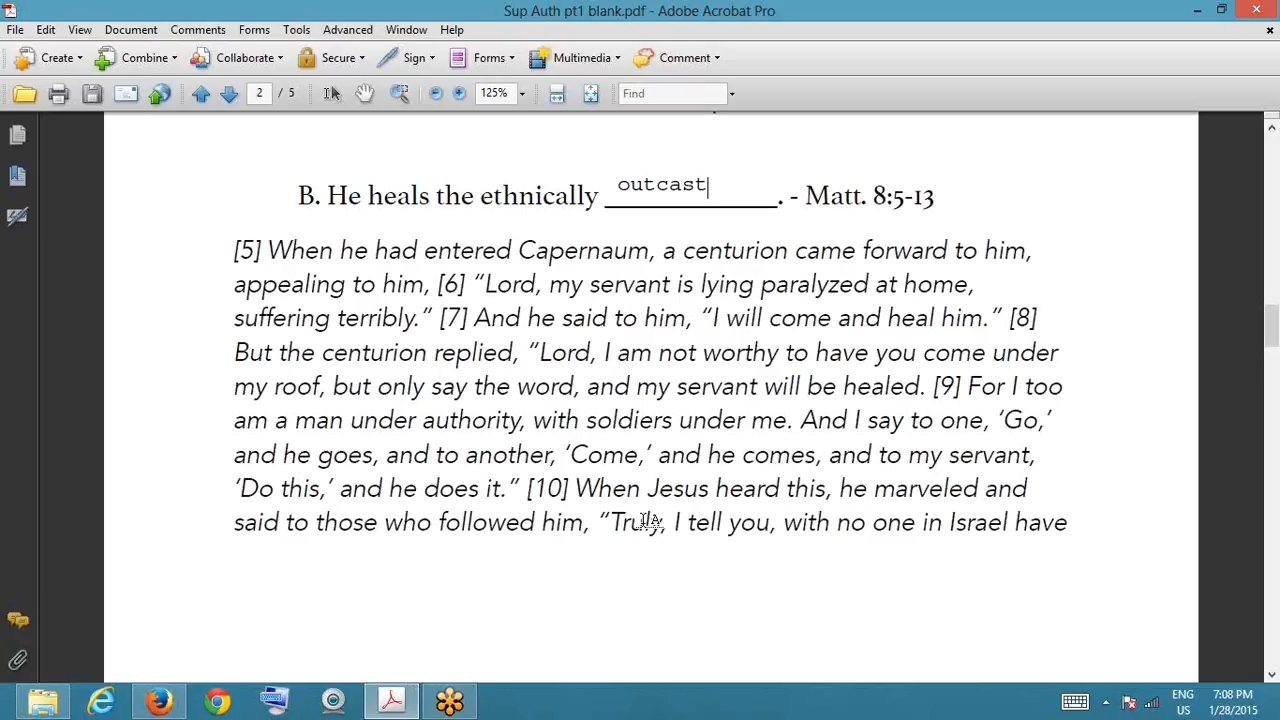 Sup Auth pt1 blank.pdf - Adobe Acrobat Pro
File Edit View Document Comments Forms Tools Advanced Window Help
Create Combine Collaborate Secure Sign Forms Multimedia Comment
2 / 5 125% Find
B. He heals the ethnically outcast. - Matt. 8:5-13
[5] When he had entered Capernaum, a centurion came forward to him,
appealing to him, [6] “Lord, my servant is lying paralyzed at home,
suffering terribly.” [7] And he said to him, “I will come and heal him.” [8]
But the centurion replied, “Lord, I am not worthy to have you come under
my roof, but only say the word, and my servant will be healed. [9] For I too
am a man under authority, with soldiers under me. And I say to one, ‘Go,’
and he goes, and to another, ‘Come,’ and he comes, and to my servant,
‘Do this,’ and he does it.” [10] When Jesus heard this, he marveled and
said to those who followed him, “Truly, I tell you, with no one in Israel have
ENG 7:08 PM
US 1/28/2015